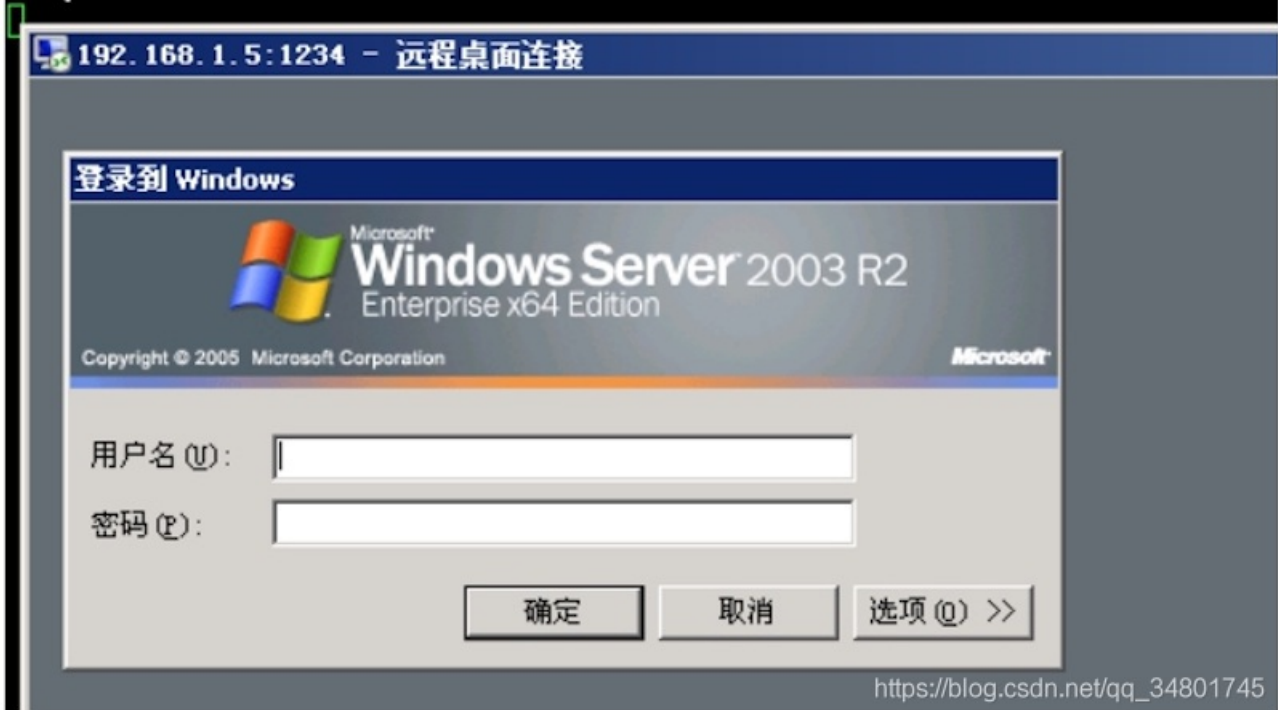 192.168.1.5:1234 - 远程桌面连接
登录到 Windows
Microsoft
Windows Server 2003 R2
Enterprise x64 Edition
Copyright © 2005 Microsoft Corporation
Microsoft
用户名(U):
密码(P):
确定
取消
选项(O) >>
https://blog.csdn.net/qq_34801745